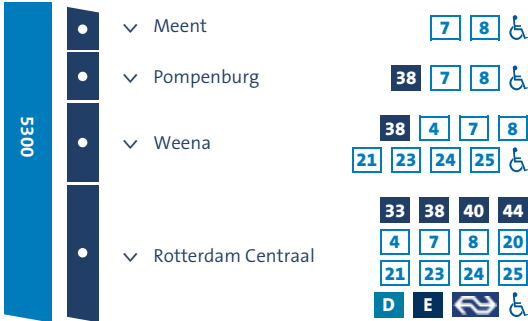 5300
Meent 7 8
Pompenburg 38 7 8
Weena 38 4 7 8
21 23 24 25
Rotterdam Centraal 33 38 40 44
4 7 8 20
21 23 24 25
D E